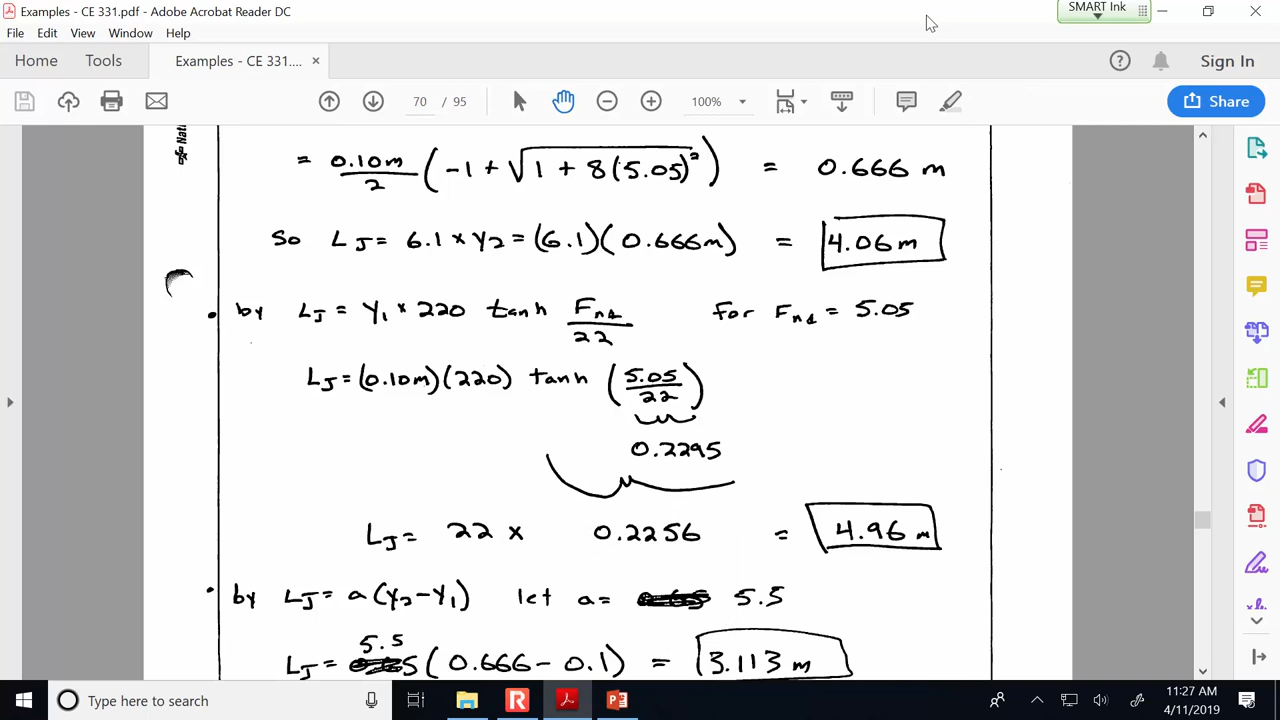 Examples - CE 331.pdf - Adobe Acrobat Reader DC
SMART Ink
File Edit View Window Help
Home Tools Examples - CE 331.... × Sign In
70 / 95 100% Share
= 0.10m/2 (-1 + √(1 + 8(5.05)²)) = 0.666 m
So LJ = 6.1 × Y2 = (6.1)(0.666m) = 4.06 m
• by LJ = Y1 × 220 tanh Fn1/22 for Fn1 = 5.05
LJ = (0.10m)(220) tanh (5.05/22)
0.2295
LJ = 22 × 0.2256 = 4.96 m
• by LJ = a(Y2-Y1) let a = 5.5
5.5
LJ = 5(0.666 - 0.1) = 3.113 m
Type here to search
11:27 AM
4/11/2019